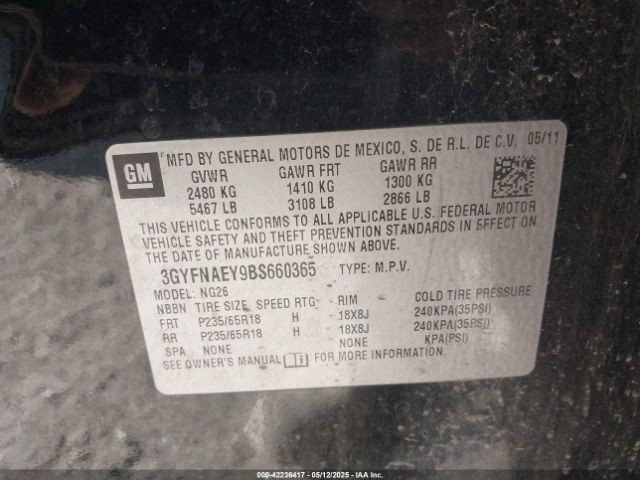 GM MFD BY GENERAL MOTORS DE MEXICO, S. DE R.L. DE C.V. 05/11
GVWR GAWR FRT GAWR RR
2480 KG 1410 KG 1300 KG
5467 LB 3108 LB 2866 LB
THIS VEHICLE CONFORMS TO ALL APPLICABLE U.S. FEDERAL MOTOR
VEHICLE SAFETY AND THEFT PREVENTION STANDARDS IN EFFECT ON
THE DATE OF MANUFACTURE SHOWN ABOVE.
3GYFNAEY9BS660365 TYPE: M.P.V.
MODEL: NG26
NBBN TIRE SIZE SPEED RTG RIM COLD TIRE PRESSURE
FRT P235/65R18 H 18X8J 240KPA(35PSI)
RR P235/65R18 H 18X8J 240KPA(35PSI)
SPA NONE NONE KPA(PSI)
SEE OWNER'S MANUAL FOR MORE INFORMATION.
000-42236417 - 05/12/2025 - IAA, Inc.